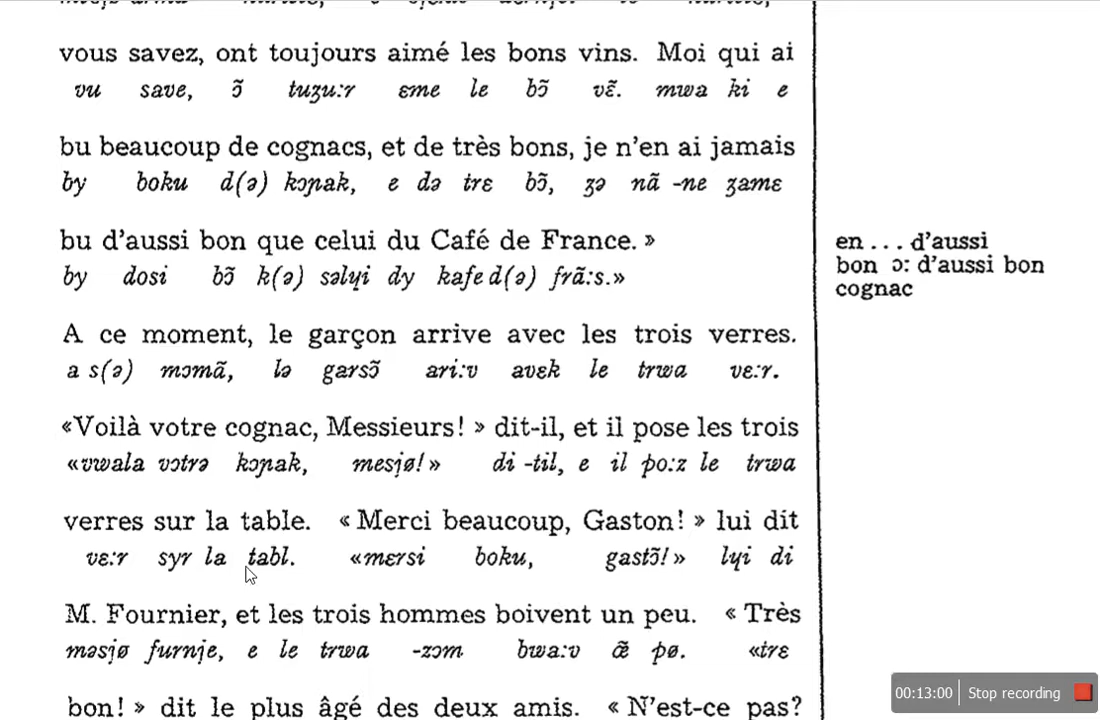 vous savez, ont toujours aimé les bons vins. Moi qui ai
vu save, ɔ̃ tuʒu:r ɛme le bɔ̃ vɛ̃. mwa ki e
bu beaucoup de cognacs, et de très bons, je n'en ai jamais
by boku d(ə) kɔɲak, e də trɛ bɔ̃, ʒə nɑ̃ -ne ʒamɛ
bu d'aussi bon que celui du Café de France. »
by dosi bɔ̃ k(ə) səlɥi dy kafe d(ə) frɑ̃:s.»
en . . . d'aussi
bon ɔ: d'aussi bon
cognac
A ce moment, le garçon arrive avec les trois verres.
a s(ə) mɔmɑ̃, lə garsɔ̃ ari:v avɛk le trwa vɛ:r.
«Voilà votre cognac, Messieurs! » dit-il, et il pose les trois
«vwala vɔtrə kɔɲak, mesjø!» di -til, e il po:z le trwa
verres sur la table. « Merci beaucoup, Gaston! » lui dit
vɛ:r syr la tabl. «mɛrsi boku, gastɔ̃!» lɥi di
M. Fournier, et les trois hommes boivent un peu. « Très
məsjø furnje, e le trwa -zɔm bwa:v œ̃ pø. «trɛ
bon! » dit le plus âgé des deux amis. « N'est-ce pas?
00:13:00 Stop recording